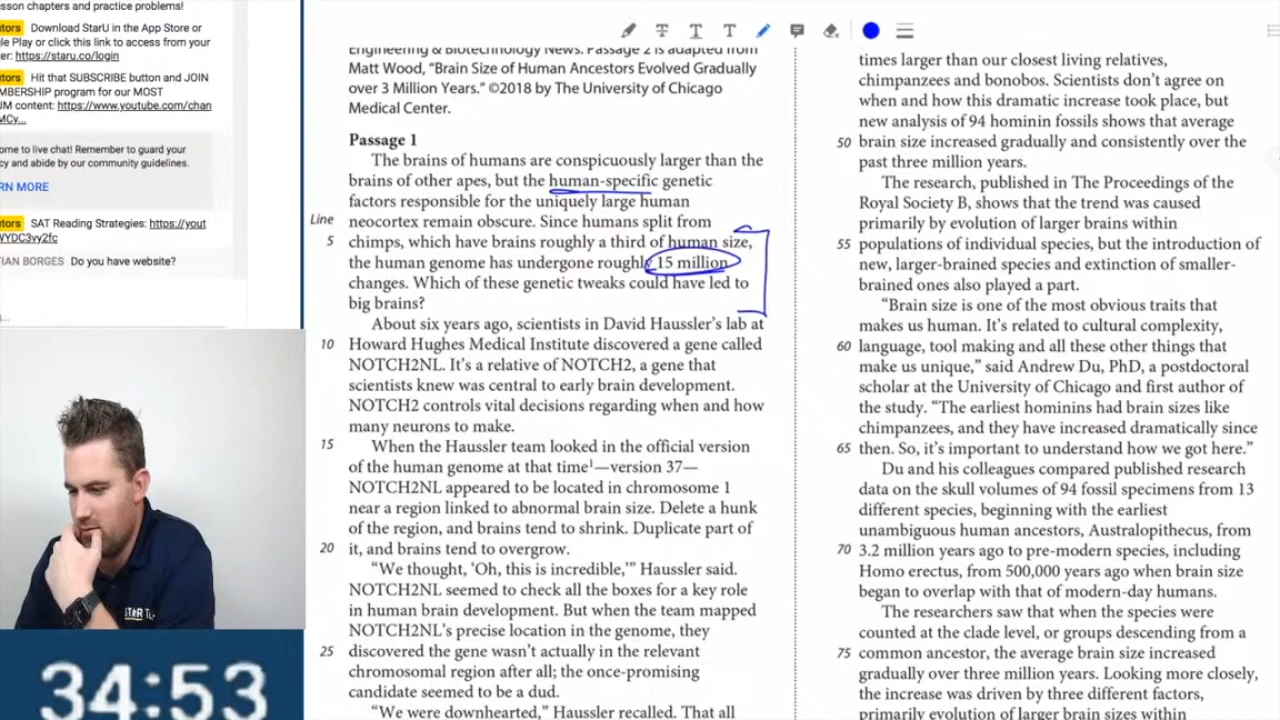 esson chapters and practice problems!
tors Download StarU in the App Store or
le Play or click this link to access from your
ter: https://staru.co/login
tors Hit that SUBSCRIBE button and JOIN
MBERSHIP program for our MOST
UM content: https://www.youtube.com/chan
MCy...
ome to live chat! Remember to guard your
cy and abide by our community guidelines.
RN MORE
tors SAT Reading Strategies: https://yout
WYDC3vy2fc
TIAN BORGES Do you have website?
34:53
Engineering & Biotechnology News. Passage 2 is adapted from
Matt Wood, “Brain Size of Human Ancestors Evolved Gradually
over 3 Million Years.” ©2018 by The University of Chicago
Medical Center.
Passage 1
The brains of humans are conspicuously larger than the
brains of other apes, but the human-specific genetic
factors responsible for the uniquely large human
Line neocortex remain obscure. Since humans split from
5 chimps, which have brains roughly a third of human size,
the human genome has undergone roughly 15 million
changes. Which of these genetic tweaks could have led to
big brains?
About six years ago, scientists in David Haussler’s lab at
10 Howard Hughes Medical Institute discovered a gene called
NOTCH2NL. It’s a relative of NOTCH2, a gene that
scientists knew was central to early brain development.
NOTCH2 controls vital decisions regarding when and how
many neurons to make.
15 When the Haussler team looked in the official version
of the human genome at that time¹—version 37—
NOTCH2NL appeared to be located in chromosome 1
near a region linked to abnormal brain size. Delete a hunk
of the region, and brains tend to shrink. Duplicate part of
20 it, and brains tend to overgrow.
“We thought, ‘Oh, this is incredible,’” Haussler said.
NOTCH2NL seemed to check all the boxes for a key role
in human brain development. But when the team mapped
NOTCH2NL’s precise location in the genome, they
25 discovered the gene wasn’t actually in the relevant
chromosomal region after all; the once-promising
candidate seemed to be a dud.
“We were downhearted,” Haussler recalled. That all
times larger than our closest living relatives,
chimpanzees and bonobos. Scientists don’t agree on
when and how this dramatic increase took place, but
new analysis of 94 hominin fossils shows that average
50 brain size increased gradually and consistently over the
past three million years.
The research, published in The Proceedings of the
Royal Society B, shows that the trend was caused
primarily by evolution of larger brains within
55 populations of individual species, but the introduction of
new, larger-brained species and extinction of smaller-
brained ones also played a part.
“Brain size is one of the most obvious traits that
makes us human. It’s related to cultural complexity,
60 language, tool making and all these other things that
make us unique,” said Andrew Du, PhD, a postdoctoral
scholar at the University of Chicago and first author of
the study. “The earliest hominins had brain sizes like
chimpanzees, and they have increased dramatically since
65 then. So, it’s important to understand how we got here.”
Du and his colleagues compared published research
data on the skull volumes of 94 fossil specimens from 13
different species, beginning with the earliest
unambiguous human ancestors, Australopithecus, from
70 3.2 million years ago to pre-modern species, including
Homo erectus, from 500,000 years ago when brain size
began to overlap with that of modern-day humans.
The researchers saw that when the species were
counted at the clade level, or groups descending from a
75 common ancestor, the average brain size increased
gradually over three million years. Looking more closely,
the increase was driven by three different factors,
primarily evolution of larger brain sizes within